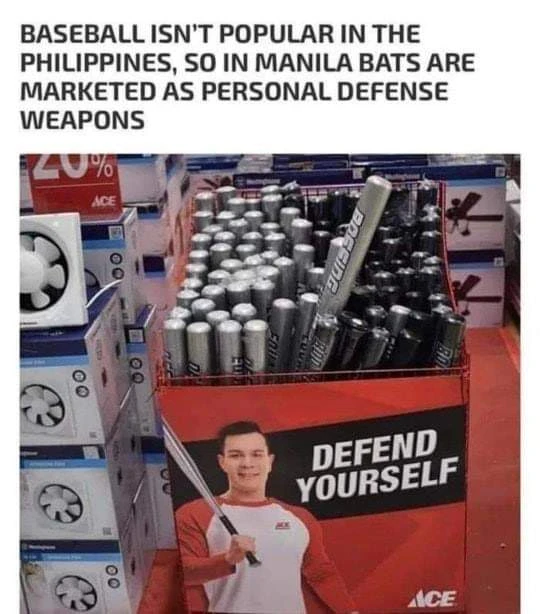 BASEBALL ISN'T POPULAR IN THE
PHILIPPINES, SO IN MANILA BATS ARE
MARKETED AS PERSONAL DEFENSE
WEAPONS
20%
ACE
DEFEND
YOURSELF
ACE
ACE